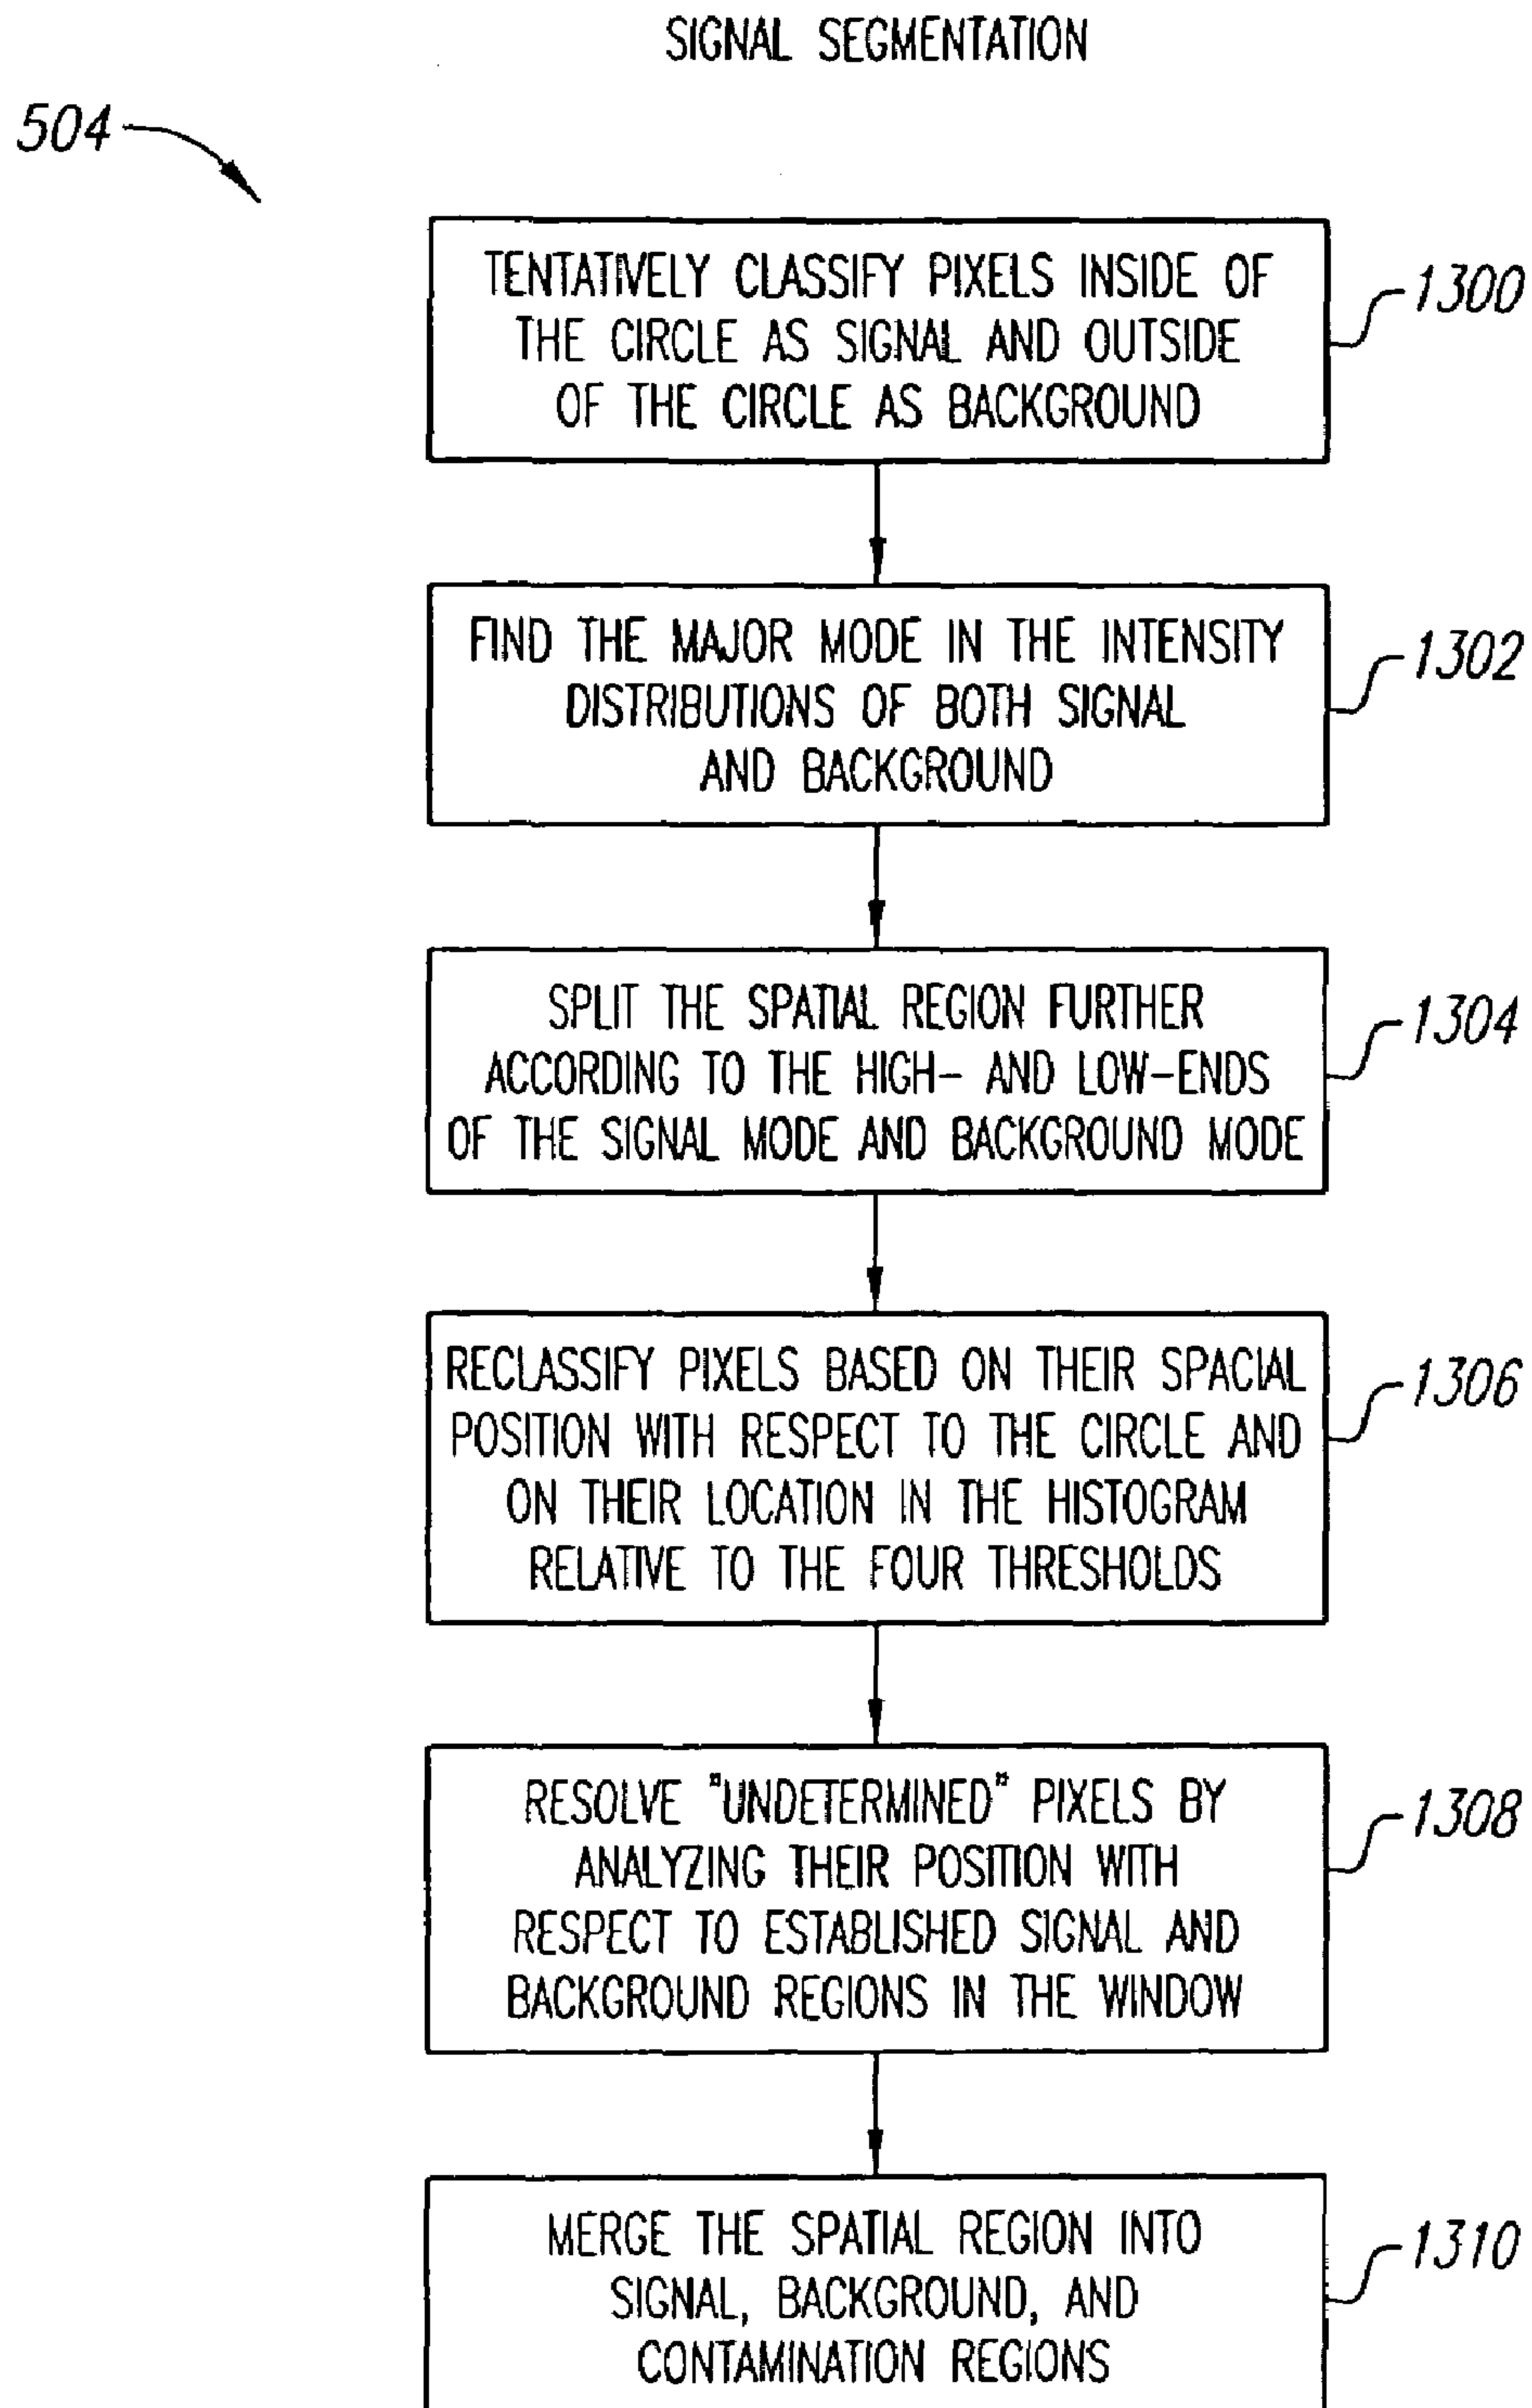 SIGNAL SEGMENTATION
504
TENTATIVELY CLASSIFY PIXELS INSIDE OF
THE CIRCLE AS SIGNAL AND OUTSIDE
OF THE CIRCLE AS BACKGROUND
1300
FIND THE MAJOR MODE IN THE INTENSITY
DISTRIBUTIONS OF BOTH SIGNAL
AND BACKGROUND
1302
SPLIT THE SPATIAL REGION FURTHER
ACCORDING TO THE HIGH- AND LOW-ENDS
OF THE SIGNAL MODE AND BACKGROUND MODE
1304
RECLASSIFY PIXELS BASED ON THEIR SPACIAL
POSITION WITH RESPECT TO THE CIRCLE AND
ON THEIR LOCATION IN THE HISTOGRAM
RELATIVE TO THE FOUR THRESHOLDS
1306
RESOLVE "UNDETERMINED" PIXELS BY
ANALYZING THEIR POSITION WITH
RESPECT TO ESTABLISHED SIGNAL AND
BACKGROUND REGIONS IN THE WINDOW
1308
MERGE THE SPATIAL REGION INTO
SIGNAL, BACKGROUND, AND
CONTAMINATION REGIONS
1310